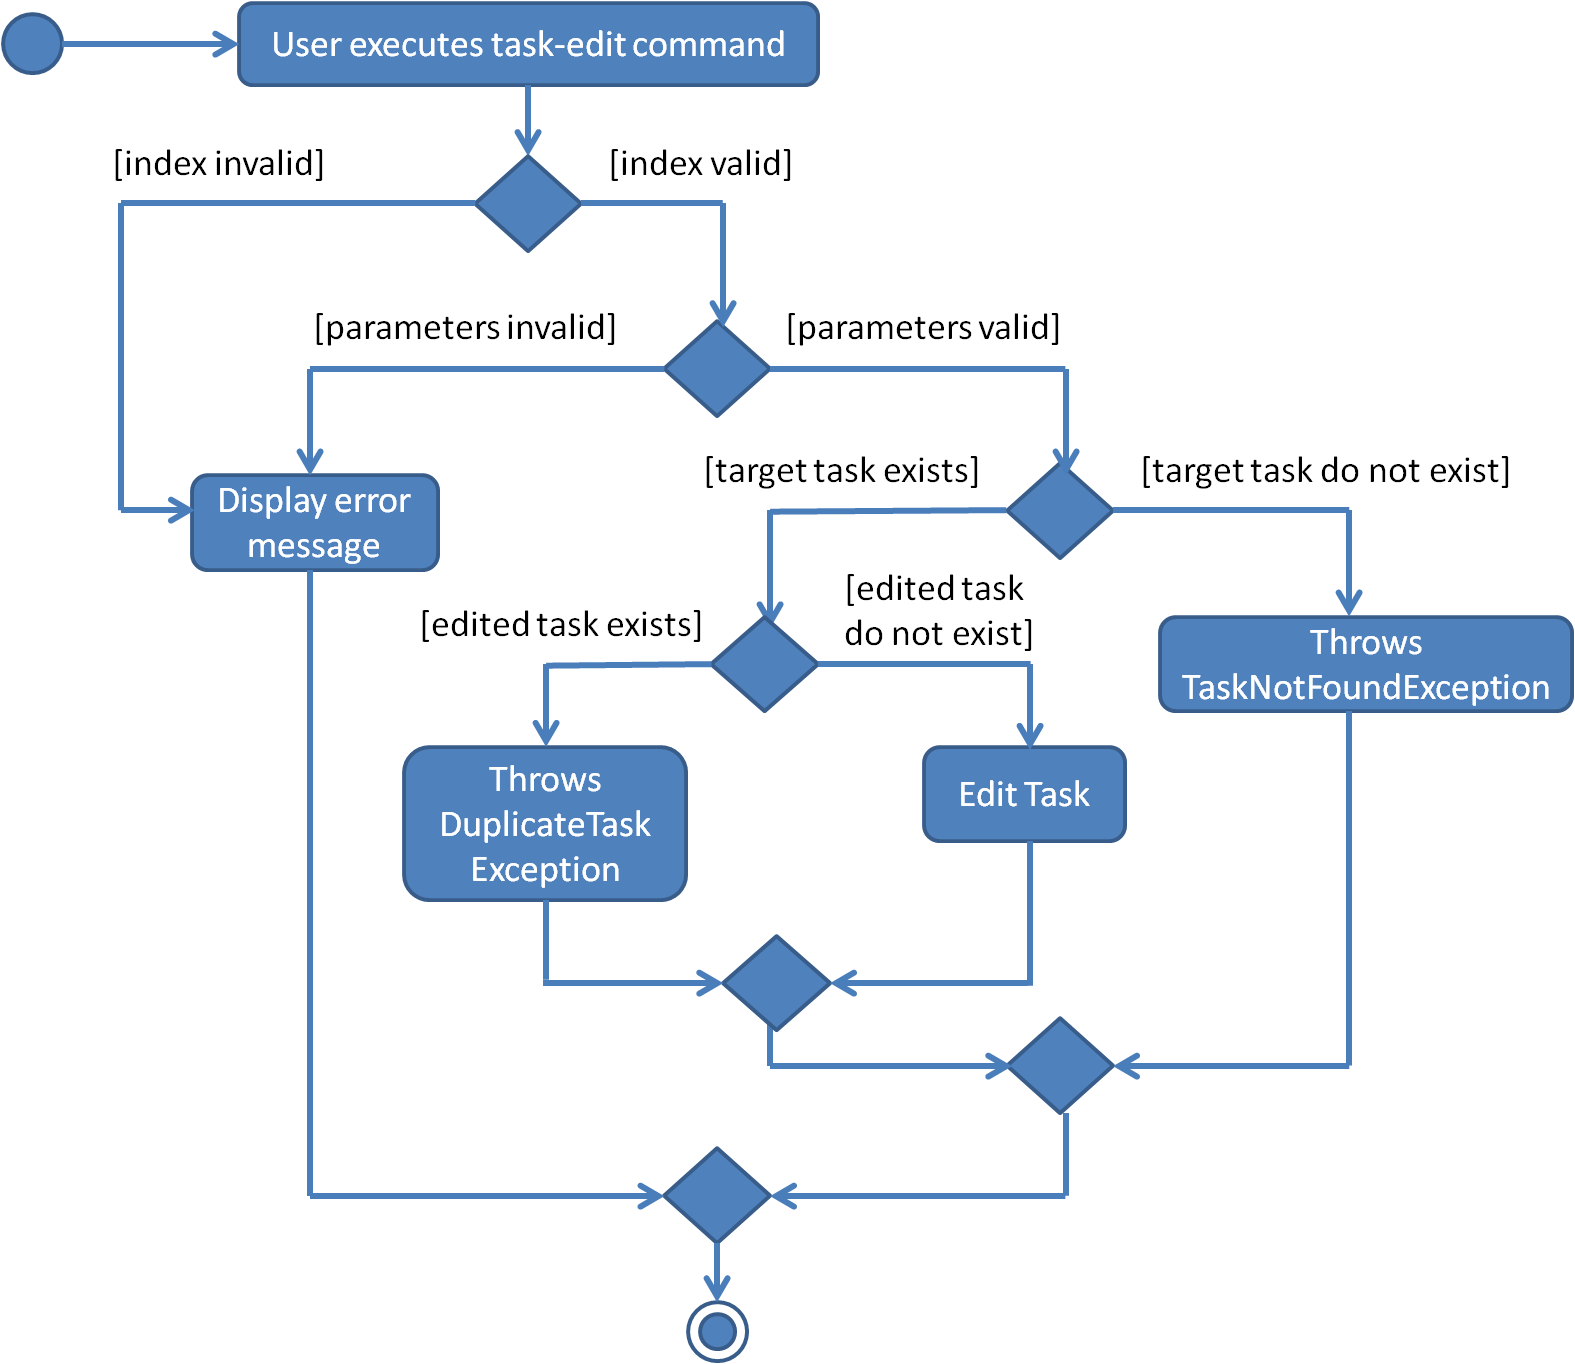 User executes task-edit command
[index invalid]
[index valid]
[parameters invalid]
[parameters valid]
[target task exists]
[target task do not exist]
Display error
message
[edited task exists]
[edited task
do not exist]
Throws
TaskNotFoundException
Throws
DuplicateTask
Exception
Edit Task